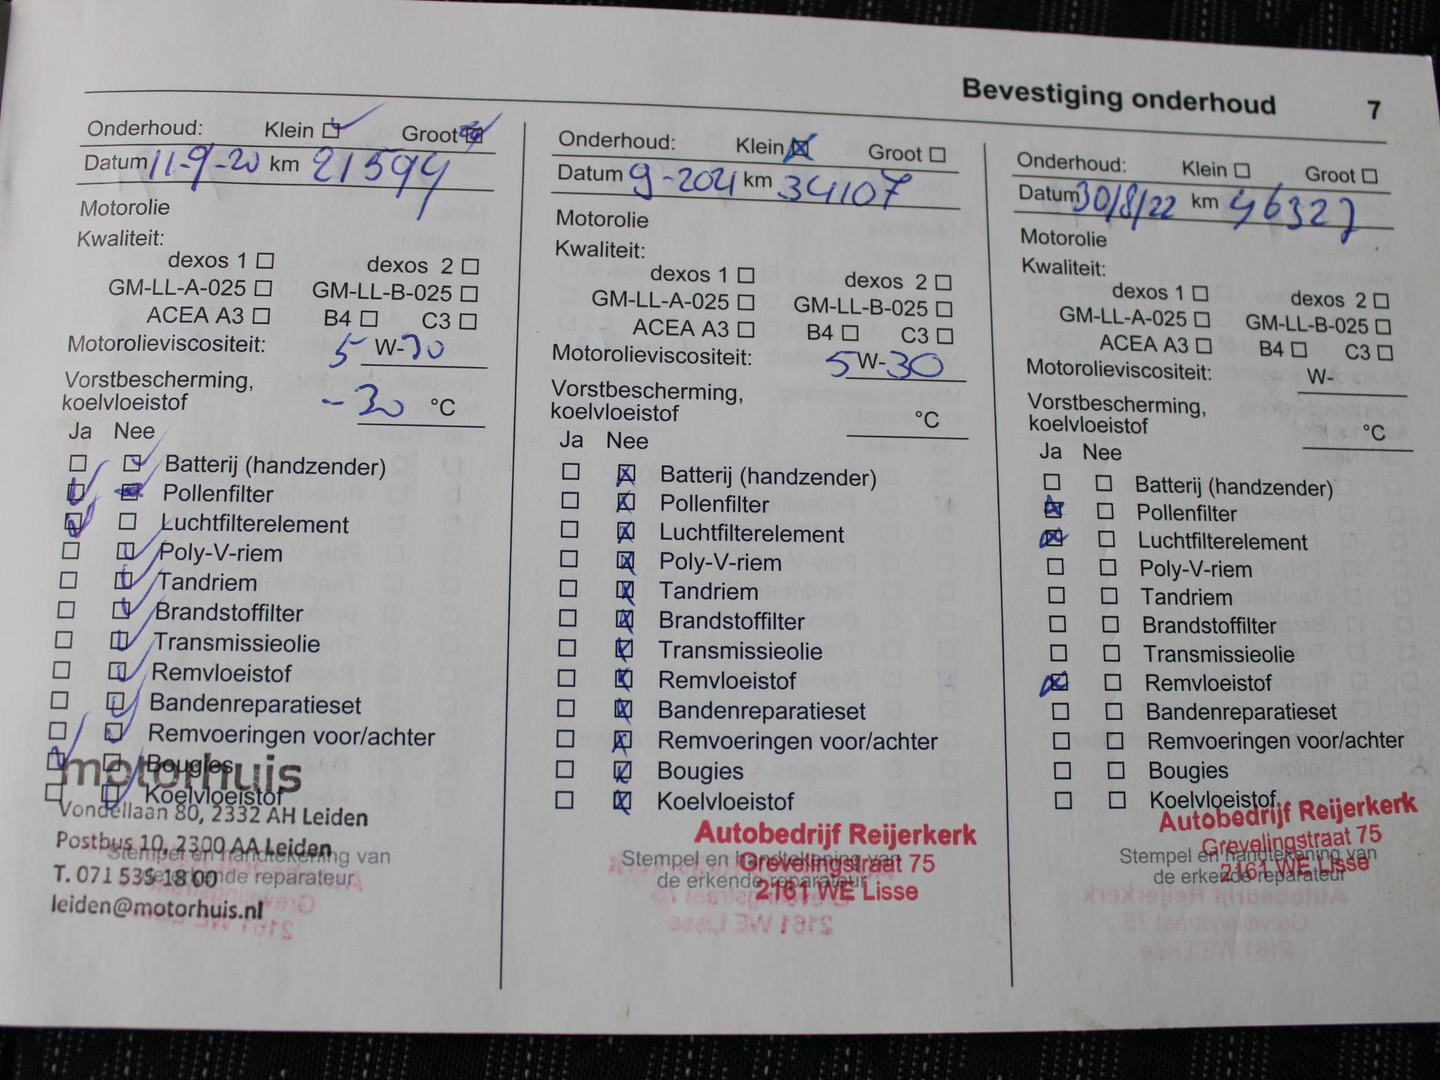 Bevestiging onderhoud 7
Onderhoud: Klein Groot
Datum 11-9-20 km 21594
Motorolie
Kwaliteit:
dexos 1 dexos 2
GM-LL-A-025 GM-LL-B-025
ACEA A3 B4 C3
Motorolieviscositeit: 5 W-30
Vorstbescherming,
koelvloeistof -30 °C
Ja Nee
Batterij (handzender)
Pollenfilter
Luchtfilterelement
Poly-V-riem
Tandriem
Brandstoffilter
Transmissieolie
Remvloeistof
Bandenreparatieset
Remvoeringen voor/achter
Bougies
motorhuis
Koelvloeistof
Vondellaan 80, 2332 AH Leiden
Postbus 10, 2300 AA Leiden
Stempel en handtekening van
T. 071 535 18 00
de erkende reparateur
leiden@motorhuis.nl
Onderhoud: Klein Groot
Datum 9-2021 km 34107
Motorolie
Kwaliteit:
dexos 1 dexos 2
GM-LL-A-025 GM-LL-B-025
ACEA A3 B4 C3
Motorolieviscositeit: 5 W-30
Vorstbescherming,
koelvloeistof °C
Ja Nee
Batterij (handzender)
Pollenfilter
Luchtfilterelement
Poly-V-riem
Tandriem
Brandstoffilter
Transmissieolie
Remvloeistof
Bandenreparatieset
Remvoeringen voor/achter
Bougies
Koelvloeistof
Autobedrijf Reijerkerk
Stempel en handtekening van
Grevelingstraat 75
de erkende reparateur
2161 WE Lisse
Onderhoud: Klein Groot
Datum 30/8/22 km 46327
Motorolie
Kwaliteit:
dexos 1 dexos 2
GM-LL-A-025 GM-LL-B-025
ACEA A3 B4 C3
Motorolieviscositeit: W-
Vorstbescherming,
koelvloeistof °C
Ja Nee
Batterij (handzender)
Pollenfilter
Luchtfilterelement
Poly-V-riem
Tandriem
Brandstoffilter
Transmissieolie
Remvloeistof
Bandenreparatieset
Remvoeringen voor/achter
Bougies
Koelvloeistof
Autobedrijf Reijerkerk
Grevelingstraat 75
Stempel en handtekening van
2161 WE Lisse
de erkende reparateur